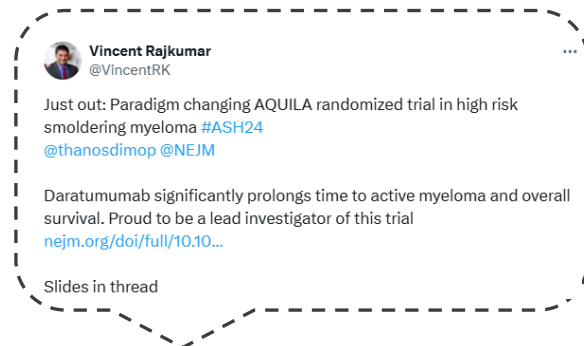 Vincent Rajkumar
@VincentRK
Just out: Paradigm changing AQUILA randomized trial in high risk
smoldering myeloma #ASH24
@thanosdimop @NEJM
Daratumumab significantly prolongs time to active myeloma and overall
survival. Proud to be a lead investigator of this trial
nejm.org/doi/full/10.10...
Slides in thread